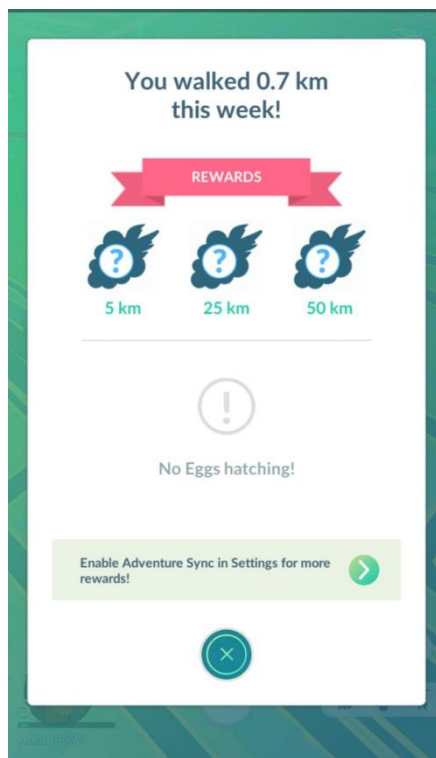 You walked 0.7 km
this week!
REWARDS
? ? ?
5 km 25 km 50 km
No Eggs hatching!
Enable Adventure Sync in Settings for more
rewards!